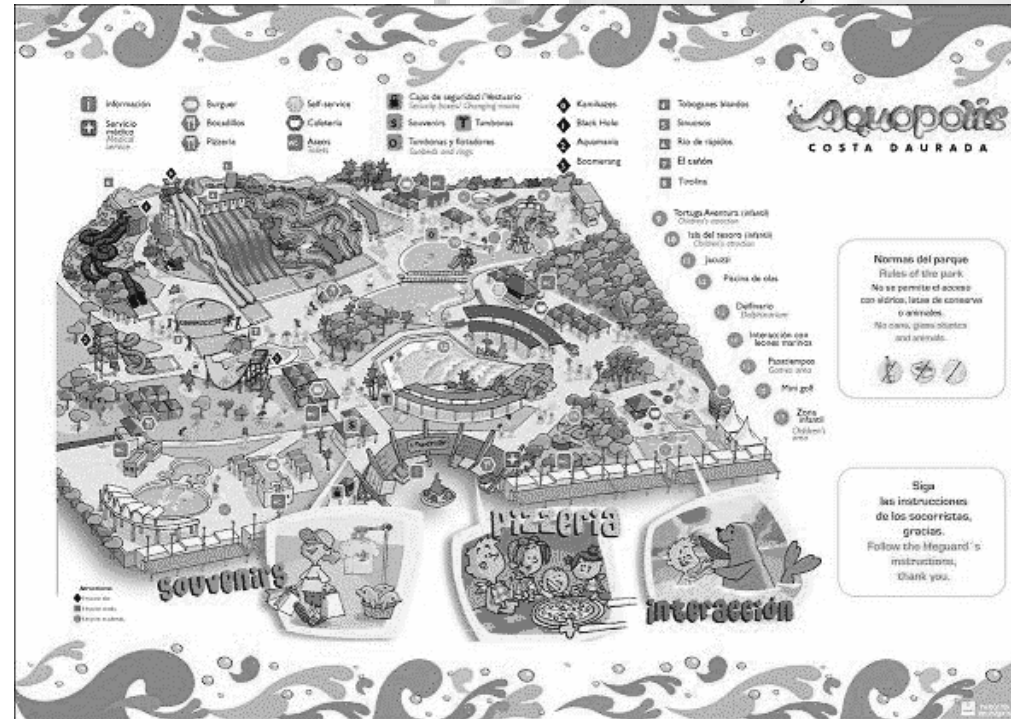 Información
Servicio
médico
Medical
service
Burguer
Bocadillos
Pizzería
Self-service
Cafetería
WC
Aseos
Toilets
Cajas de seguridad /Vestuario
Security boxes/ Changing rooms
S
Souvenirs
T
Tumbonas
O
Tumbonas y flotadores
Sunbeds and rings
Kamikazes
1
Black Hole
2
Aquamania
3
Boomerang
Toboganes blandos
Sinuosos
Río de rápidos
El cañón
Tirolina
Aquopolis
COSTA DAURADA
Tortuga Aventura (infantil)
Children's attraction
Isla del tesoro (infantil)
Children's attraction
Jacuzzi
Piscina de olas
Delfinario
Dolphinarium
Interacción con
leones marinos
Pasatiempos
Games area
Mini golf
Zona
infantil
Children's
area
Normas del parque
Rules of the park
No se permite el acceso
con vidrios, latas de conserva
o animales.
No cans, glass objects
and animals.
Siga
las instrucciones
de los socorristas,
gracias.
Follow the lifeguard´s
instructions,
thank you.
souvenirs
pizzeria
interacción